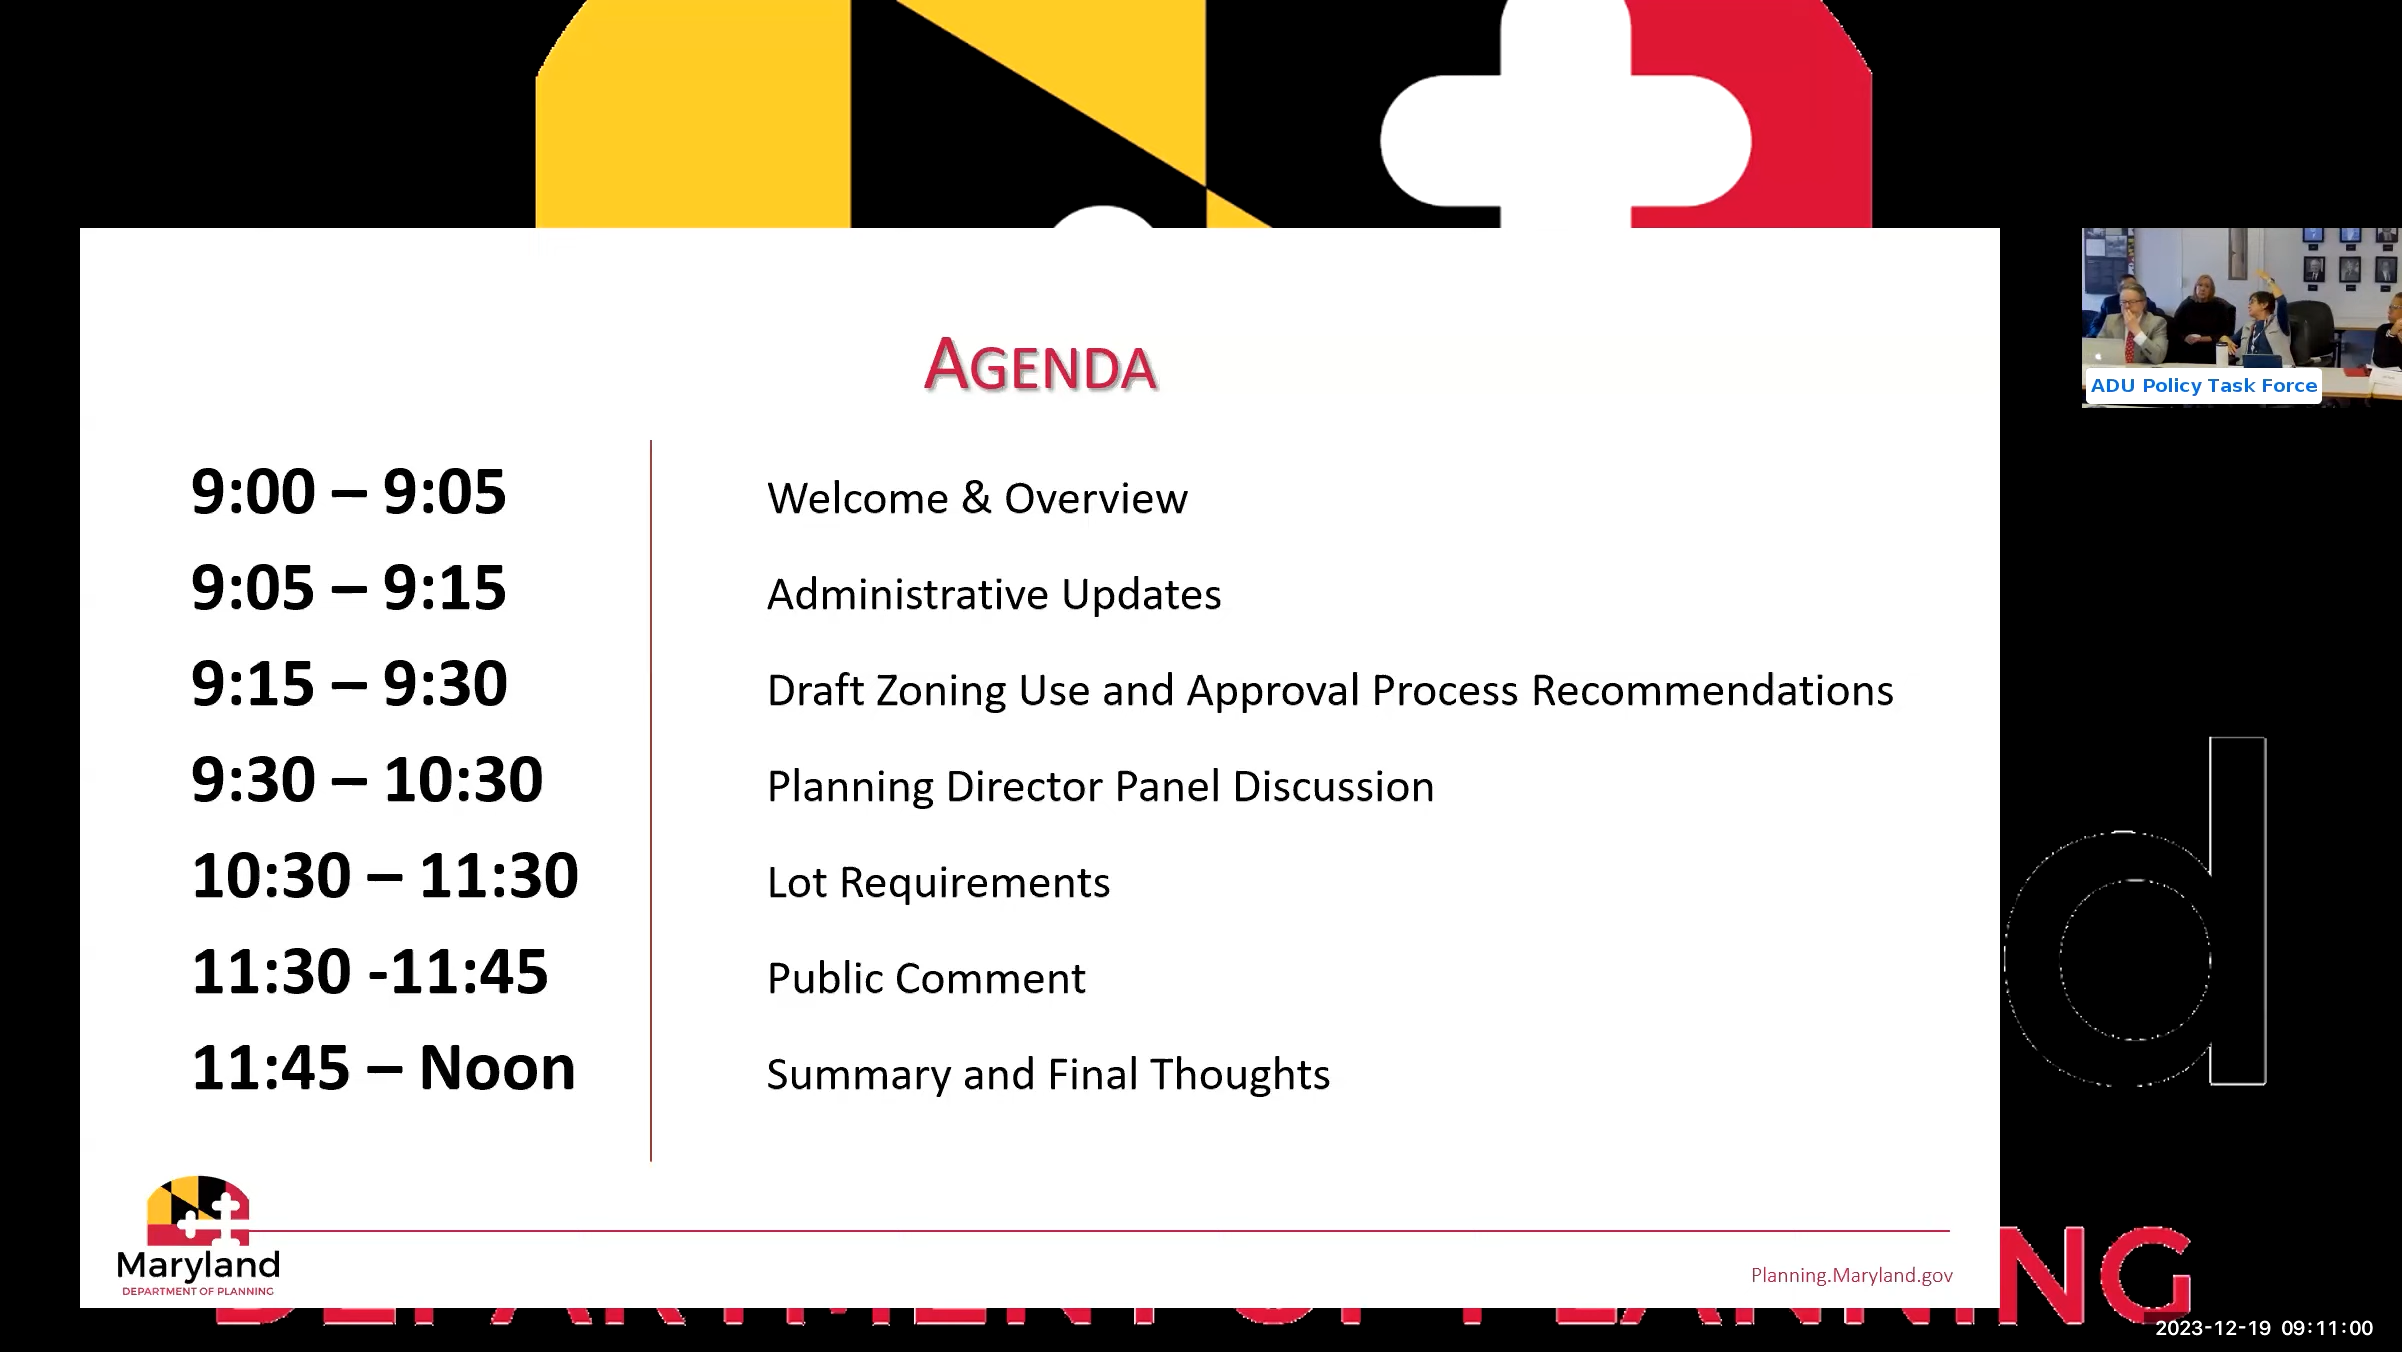 AGENDA
9:00 – 9:05 Welcome & Overview
9:05 – 9:15 Administrative Updates
9:15 – 9:30 Draft Zoning Use and Approval Process Recommendations
9:30 – 10:30 Planning Director Panel Discussion
10:30 – 11:30 Lot Requirements
11:30 -11:45 Public Comment
11:45 – Noon Summary and Final Thoughts
Maryland
DEPARTMENT OF PLANNING
Planning.Maryland.gov
ADU Policy Task Force
d
DEPARTMENT OF PLANNING
2023-12-19 09:11:00